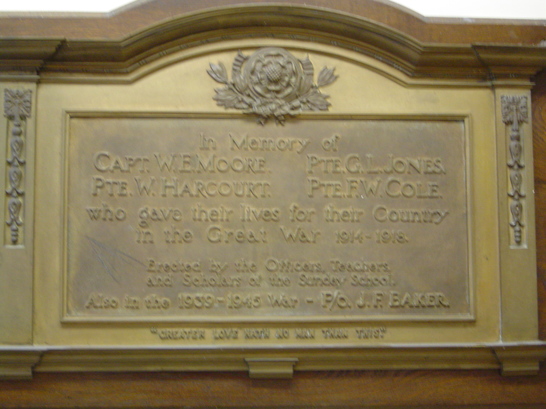 In Memory of
CAPT. W.E. MOORE. PTE. G. L. JONES.
PTE. W. HARCOURT. PTE. F. W. COLE.
who gave their lives for their Country
in the Great War 1914-1918.
Erected by the Officers, Teachers,
and Scholars of the Sunday School.
Also in the 1939-1945 War - P/O. J. F. BAKER.
"GREATER LOVE HATH NO MAN THAN THIS"